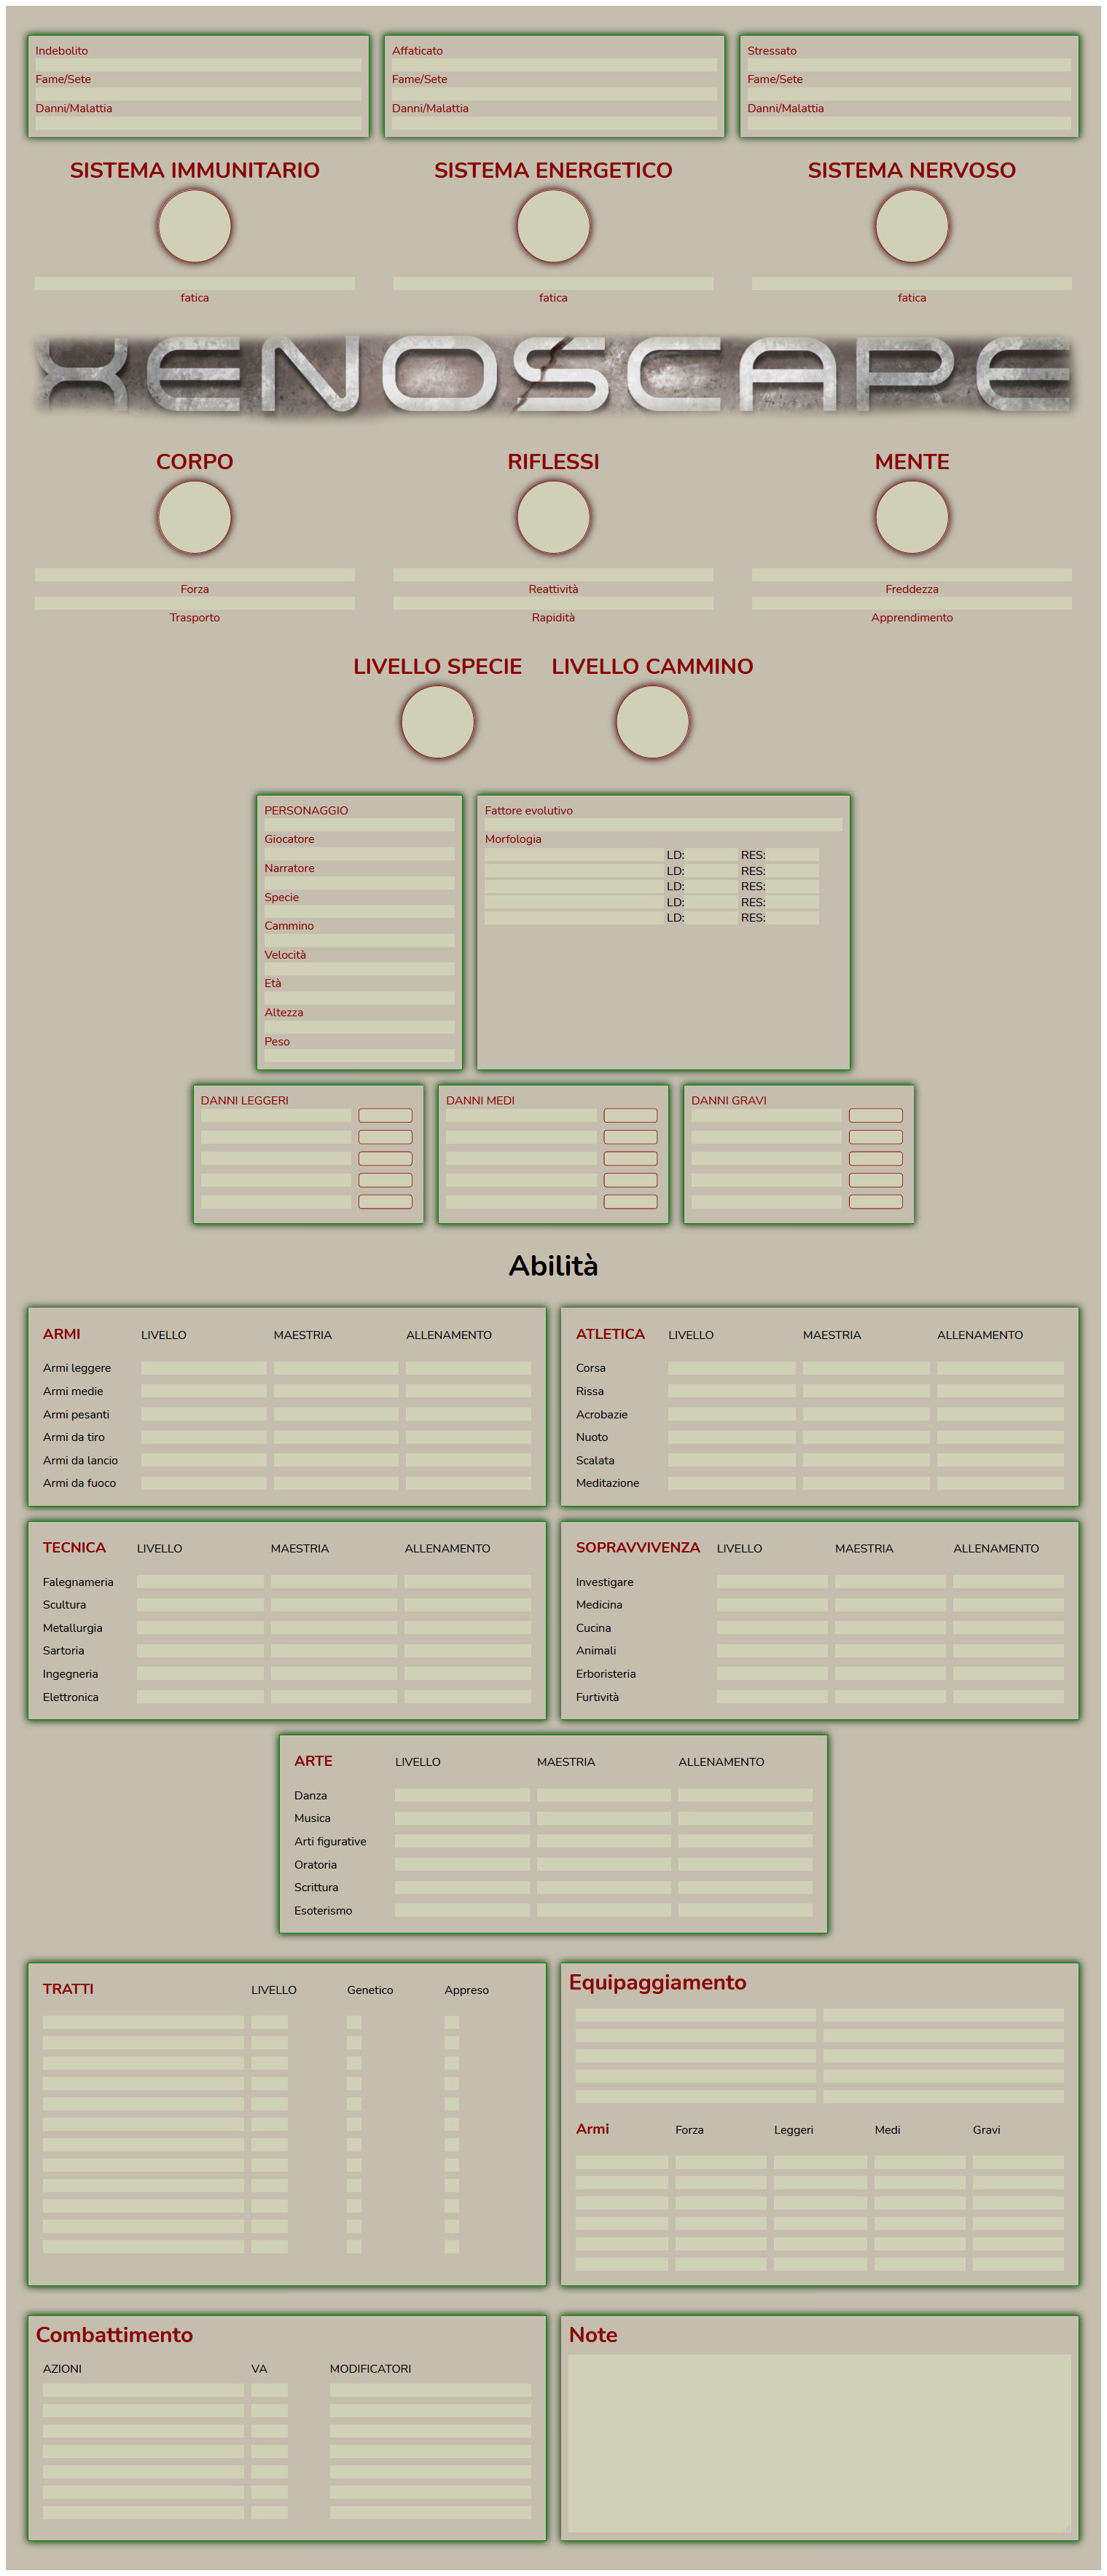 Indebolito Affaticato Stressato
Fame/Sete Fame/Sete Fame/Sete
Danni/Malattia Danni/Malattia Danni/Malattia
SISTEMA IMMUNITARIO SISTEMA ENERGETICO SISTEMA NERVOSO
fatica fatica fatica
XENOSCAPE
CORPO RIFLESSI MENTE
Forza Reattività Freddezza
Trasporto Rapidità Apprendimento
LIVELLO SPECIE LIVELLO CAMMINO
PERSONAGGIO
Giocatore
Narratore
Specie
Cammino
Velocità
Età
Altezza
Peso
Fattore evolutivo
Morfologia
LD: RES:
LD: RES:
LD: RES:
LD: RES:
LD: RES:
DANNI LEGGERI DANNI MEDI DANNI GRAVI
Abilità
ARMI LIVELLO MAESTRIA ALLENAMENTO
Armi leggere
Armi medie
Armi pesanti
Armi da tiro
Armi da lancio
Armi da fuoco
ATLETICA LIVELLO MAESTRIA ALLENAMENTO
Corsa
Rissa
Acrobazie
Nuoto
Scalata
Meditazione
TECNICA LIVELLO MAESTRIA ALLENAMENTO
Falegnameria
Scultura
Metallurgia
Sartoria
Ingegneria
Elettronica
SOPRAVVIVENZA LIVELLO MAESTRIA ALLENAMENTO
Investigare
Medicina
Cucina
Animali
Erboristeria
Furtività
ARTE LIVELLO MAESTRIA ALLENAMENTO
Danza
Musica
Arti figurative
Oratoria
Scrittura
Esoterismo
TRATTI LIVELLO Genetico Appreso
Equipaggiamento
Armi Forza Leggeri Medi Gravi
Combattimento
AZIONI VA MODIFICATORI
Note